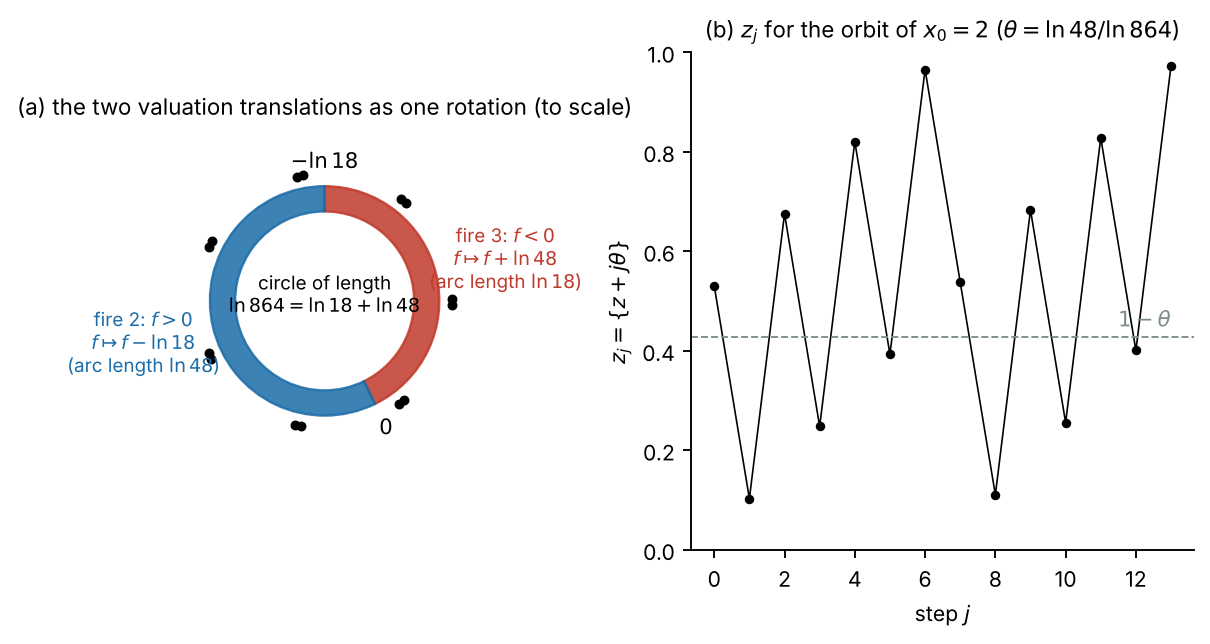 (a) the two valuation translations as one rotation (to scale)
−ln 18
fire 3: f < 0
f ↦ f + ln 48
(arc length ln 18)
circle of length
ln 864 = ln 18 + ln 48
fire 2: f > 0
f ↦ f − ln 18
(arc length ln 48)
0
(b) z_j for the orbit of x_0 = 2 (θ = ln 48/ln 864)
z_j = {z + jθ}
1.0
0.8
0.6
0.4
0.2
0.0
1 − θ
0 2 4 6 8 10 12
step j